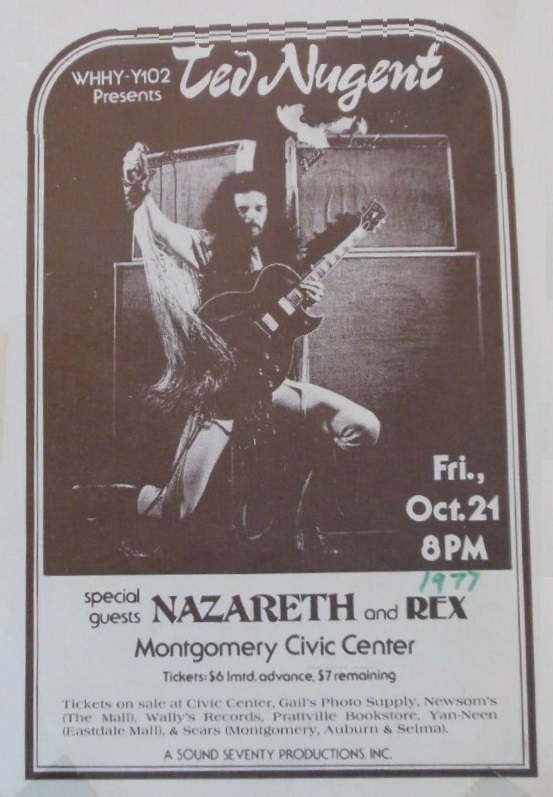 WHHY-Y102 Ted Nugent
Presents
Fri.,
Oct. 21
8PM
1977
special guests NAZARETH and REX
Montgomery Civic Center
Tickets: $6 lmtd. advance, $7 remaining
Tickets on sale at Civic Center, Gail's Photo Supply, Newsom's
(The Mall), Wally's Records, Prattville Bookstore, Yan-Neen
(Eastdale Mall), & Sears (Montgomery, Auburn & Selma).
A SOUND SEVENTY PRODUCTIONS, INC.